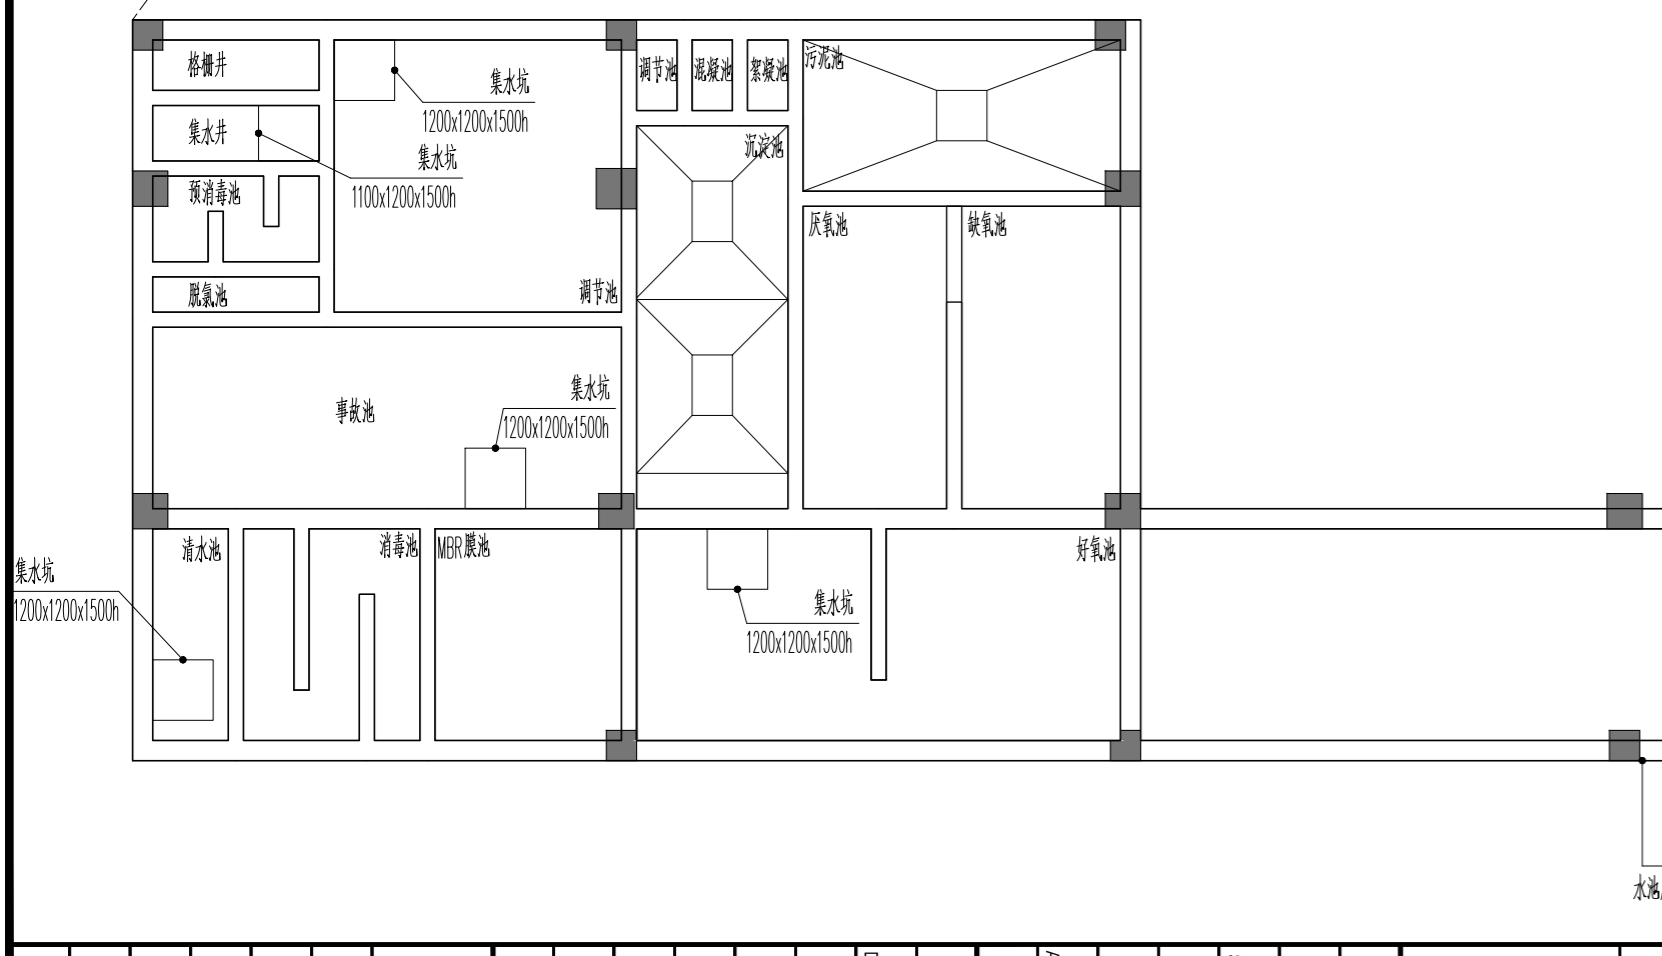 格栅井
集水坑
1200x1200x1500h
调节池
混凝池
絮凝池
污泥池
集水井
集水坑
1100x1200x1500h
沉淀池
预消毒池
厌氧池
缺氧池
脱氯池
调节池
事故池
集水坑
1200x1200x1500h
清水池
消毒池
MBR膜池
好氧池
集水坑
1200x1200x1500h
集水坑
1200x1200x1500h
水池